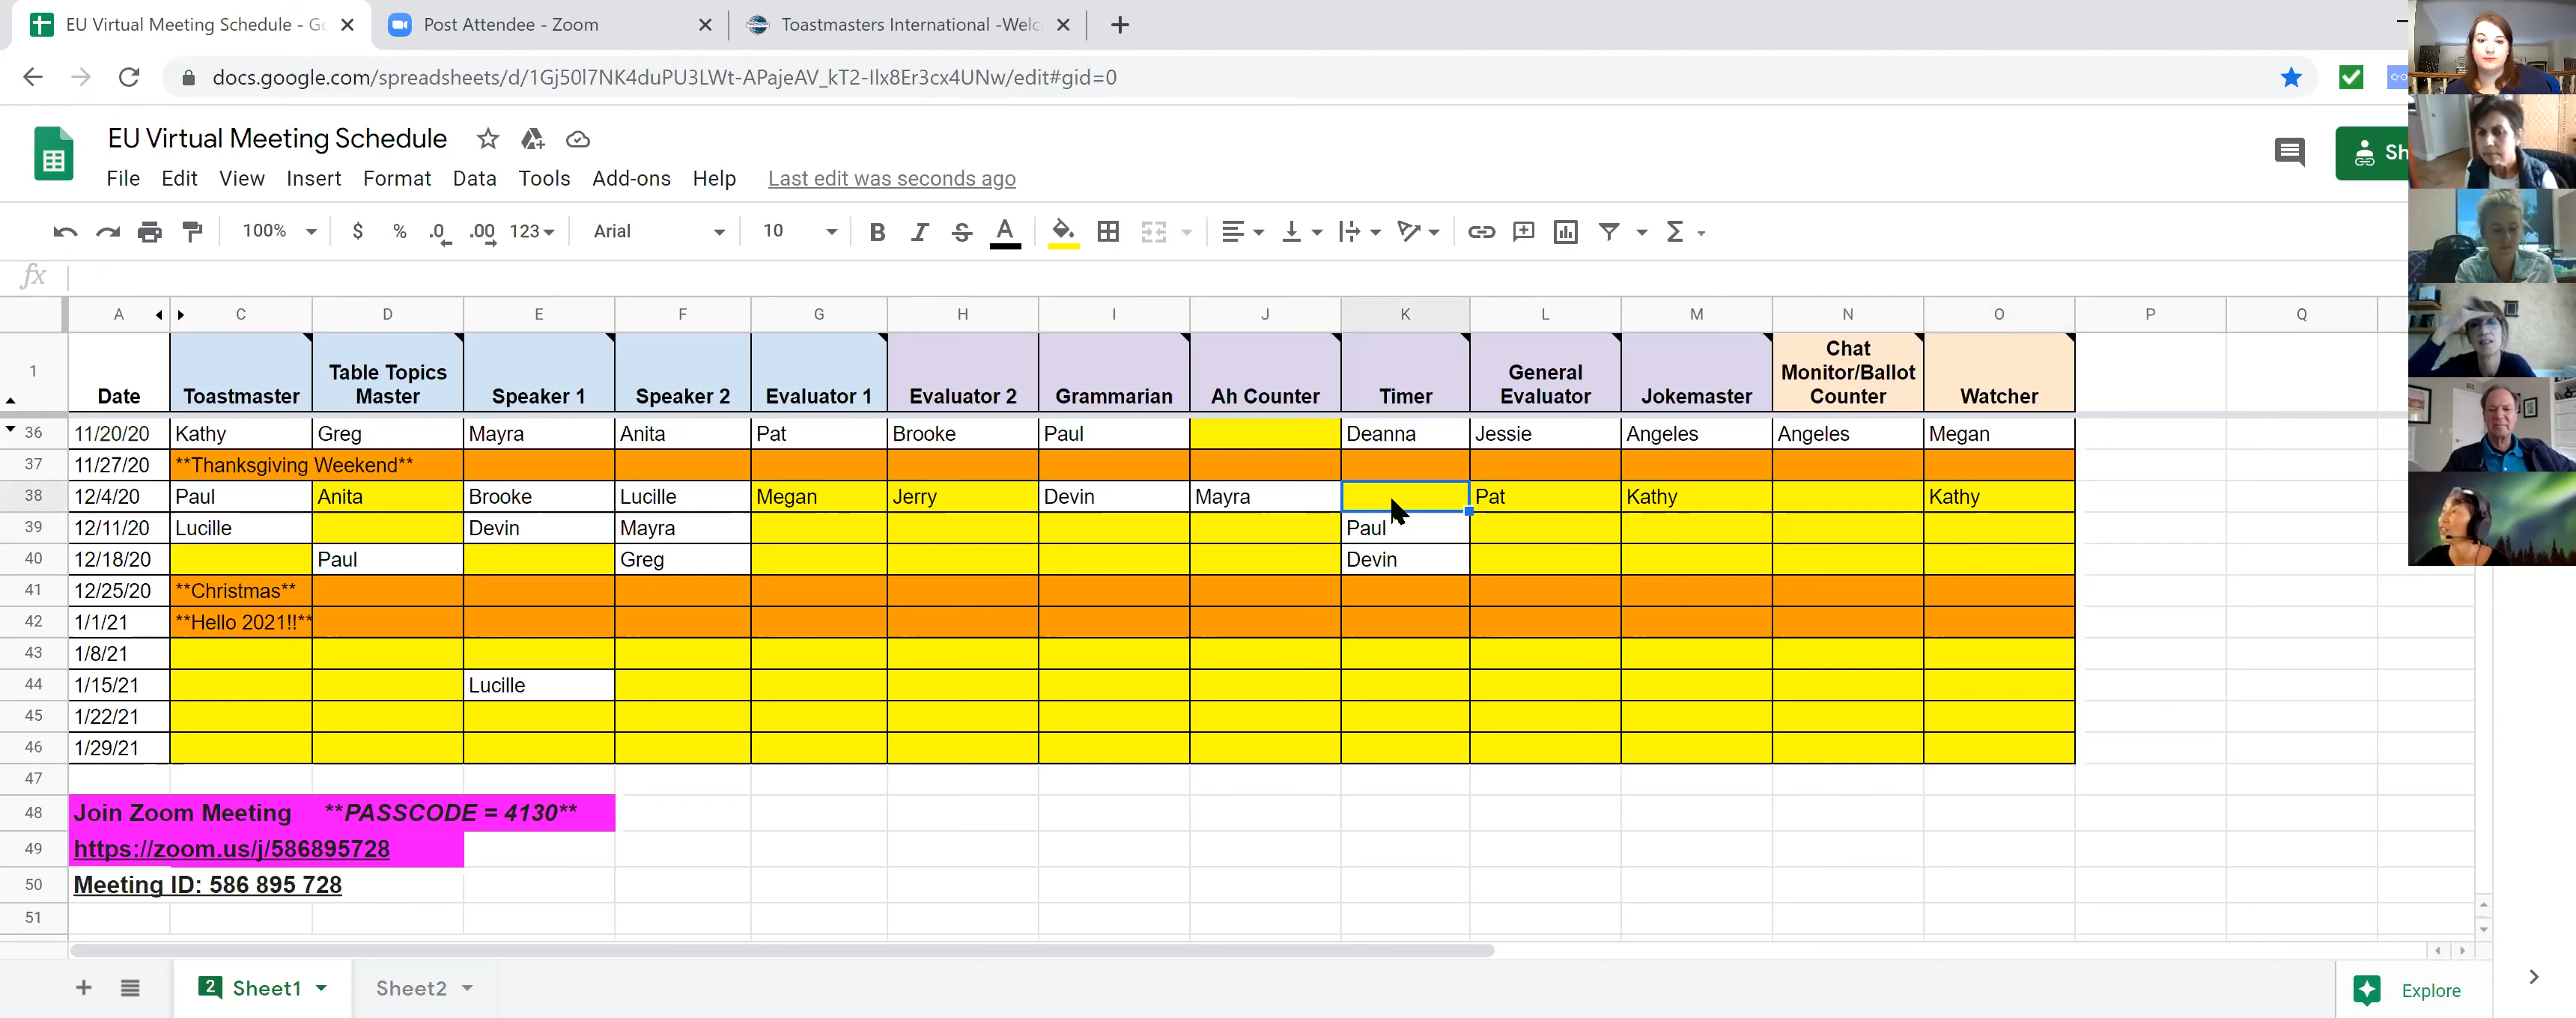 EU Virtual Meeting Schedule - Go
Post Attendee - Zoom
Toastmasters International -Welc
docs.google.com/spreadsheets/d/1Gj50l7NK4duPU3LWt-APajeAV_kT2-Ilx8Er3cx4UNw/edit#gid=0
EU Virtual Meeting Schedule
File Edit View Insert Format Data Tools Add-ons Help Last edit was seconds ago
Sh
100% $ % .0 .00 123 Arial 10 B I S A
fx
A C D E F G H I J K L M N O P Q
1 Date Toastmaster Table Topics Master Speaker 1 Speaker 2 Evaluator 1 Evaluator 2 Grammarian Ah Counter Timer General Evaluator Jokemaster Chat Monitor/Ballot Counter Watcher
36 11/20/20 Kathy Greg Mayra Anita Pat Brooke Paul Deanna Jessie Angeles Angeles Megan
37 11/27/20 **Thanksgiving Weekend**
38 12/4/20 Paul Anita Brooke Lucille Megan Jerry Devin Mayra Pat Kathy Kathy
39 12/11/20 Lucille Devin Mayra Paul
40 12/18/20 Paul Greg Devin
41 12/25/20 **Christmas**
42 1/1/21 **Hello 2021!!**
43 1/8/21
44 1/15/21 Lucille
45 1/22/21
46 1/29/21
47
48 Join Zoom Meeting **PASSCODE = 4130**
49 https://zoom.us/j/586895728
50 Meeting ID: 586 895 728
51
2 Sheet1 Sheet2 Explore